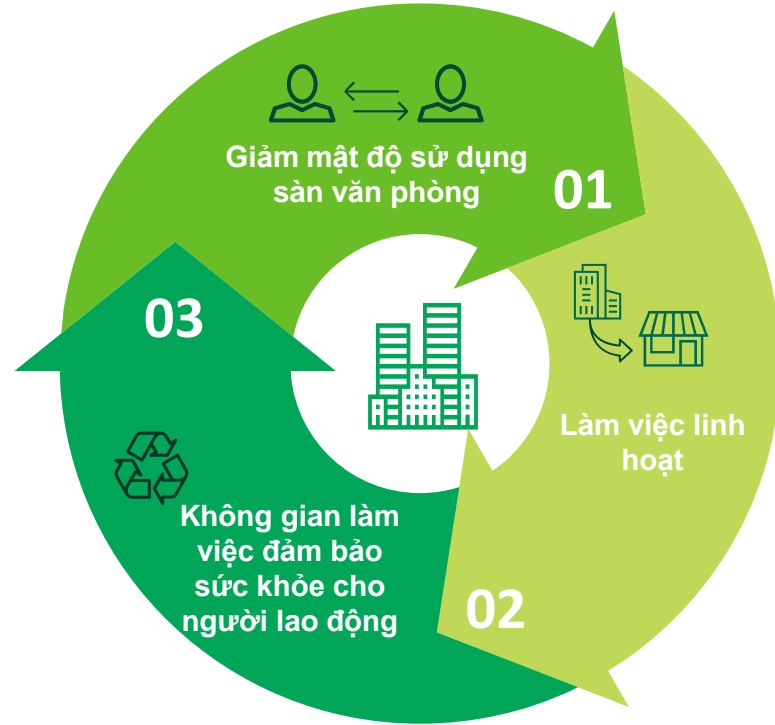 Giảm mật độ sử dụng
sàn văn phòng
01
Làm việc linh
hoạt
02
03
Không gian làm
việc đảm bảo
sức khỏe cho
người lao động